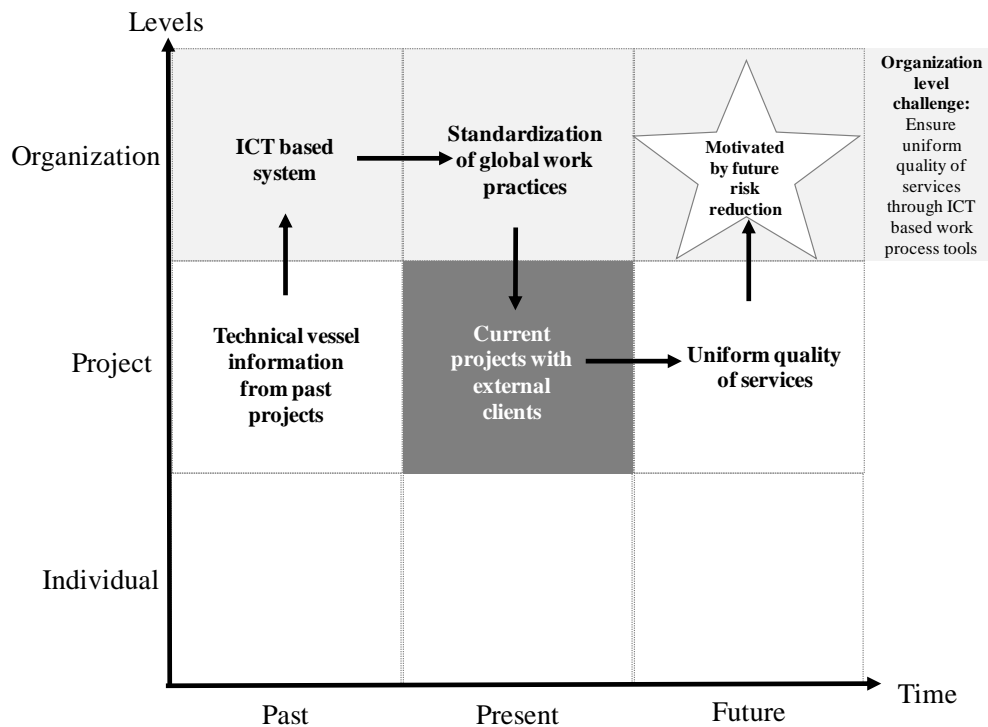 Levels
Organization
ICT based
system
Standardization
of global work
practices
Motivated
by future
risk
reduction
Organization
level
challenge:
Ensure
uniform
quality of
services
through ICT
based work
process tools
Project
Technical vessel
information
from past
projects
Current
projects with
external
clients
Uniform quality
of services
Individual
Past
Present
Future
Time